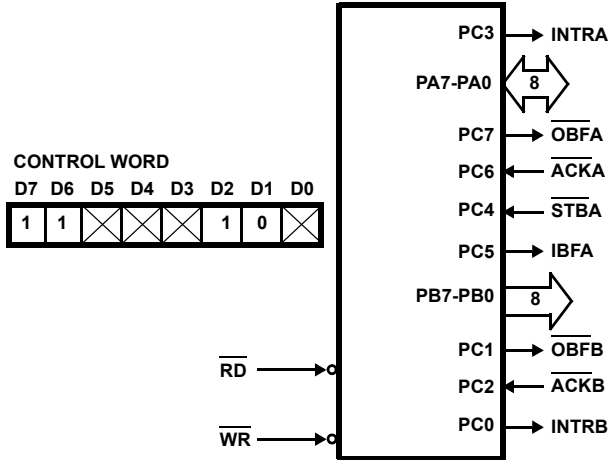 PC3 INTRA
PA7-PA0 8
PC7 OBFA
CONTROL WORD
PC6 ACKA
D7 D6 D5 D4 D3 D2 D1 D0
PC4 STBA
1 1 1 0
PC5 IBFA
PB7-PB0 8
PC1 OBFB
RD
PC2 ACKB
WR
PC0 INTRB